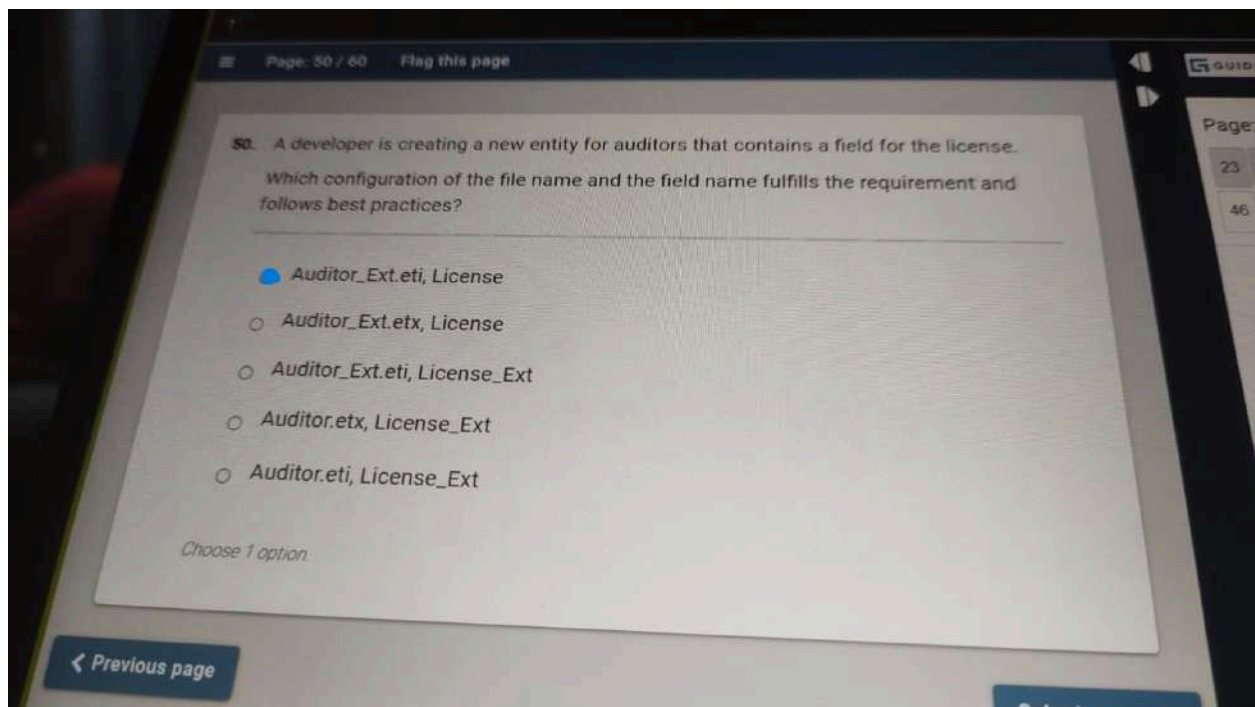 Page: 50 / 60 Flag this page
50. A developer is creating a new entity for auditors that contains a field for the license.
Which configuration of the file name and the field name fulfills the requirement and
follows best practices?
Auditor_Ext.eti, License
Auditor_Ext.etx, License
Auditor_Ext.eti, License_Ext
Auditor.etx, License_Ext
Auditor.eti, License_Ext
Choose 1 option.
Previous page
Page:
23
46